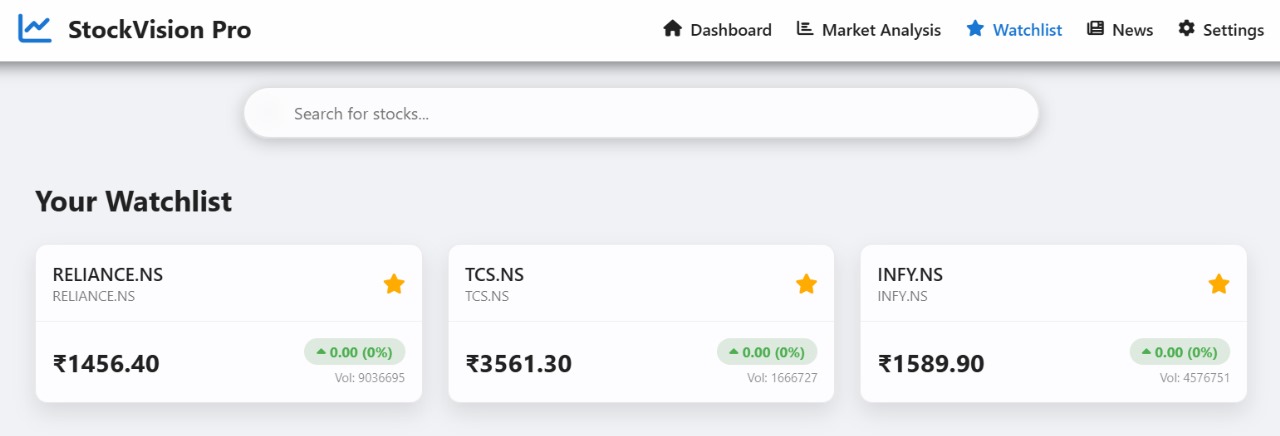 StockVision Pro
Dashboard Market Analysis Watchlist News Settings
Search for stocks...
Your Watchlist
RELIANCE.NS
RELIANCE.NS
₹1456.40
0.00 (0%)
Vol: 9036695
TCS.NS
TCS.NS
₹3561.30
0.00 (0%)
Vol: 1666727
INFY.NS
INFY.NS
₹1589.90
0.00 (0%)
Vol: 4576751